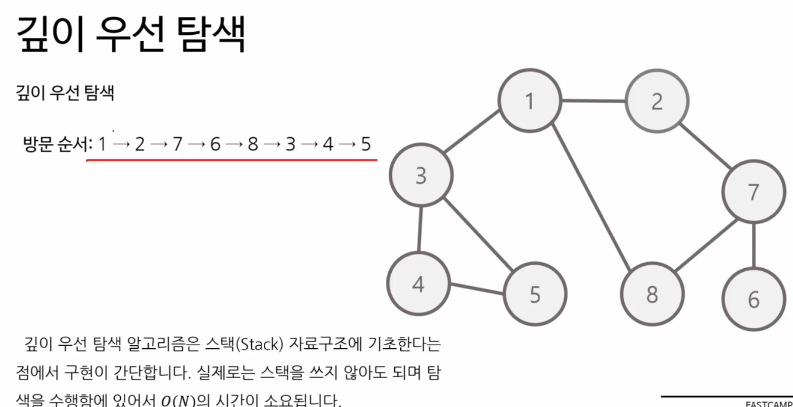 깊이 우선 탐색
깊이 우선 탐색
방문 순서: 1 → 2 → 7 → 6 → 8 → 3 → 4 → 5
1
2
3
7
4
5
8
6
깊이 우선 탐색 알고리즘은 스택(Stack) 자료구조에 기초한다는
점에서 구현이 간단합니다. 실제로는 스택을 쓰지 않아도 되며 탐
색을 수행함에 있어서 O(N)의 시간이 소요됩니다.
FASTCAMP